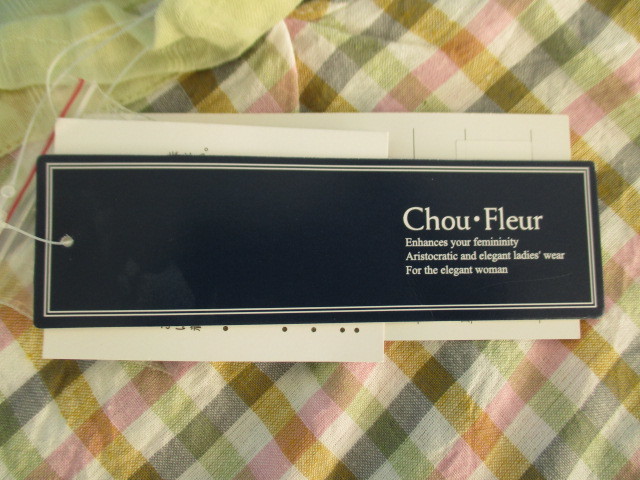 Chou·Fleur
Enhances your femininity
Aristocratic and elegant ladies' wear
For the elegant woman